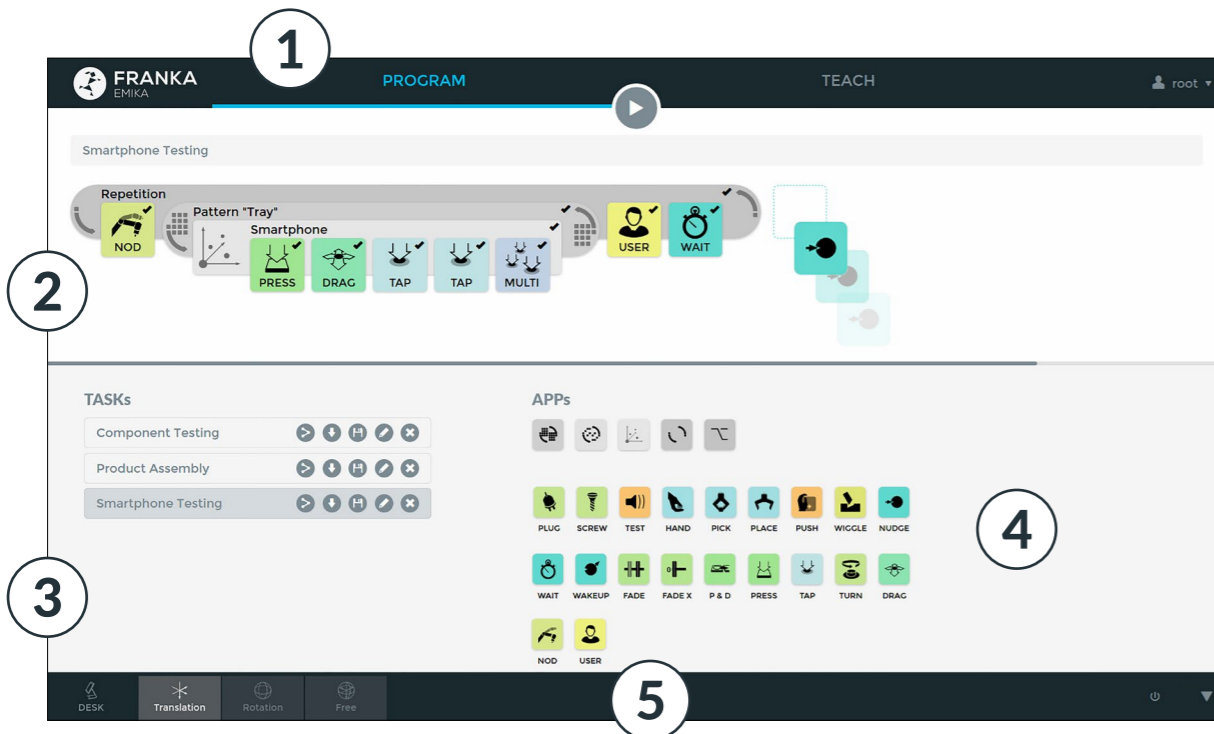 1
FRANKA
EMIKA
PROGRAM
TEACH
root
Smartphone Testing
Repetition
NOD
Pattern "Tray"
Smartphone
PRESS
DRAG
TAP
TAP
MULTI
USER
WAIT
2
TASKs
Component Testing
Product Assembly
Smartphone Testing
3
APPs
PLUG SCREW TEST HAND PICK PLACE PUSH WIGGLE NUDGE
WAIT WAKEUP FADE FADE X P & D PRESS TAP TURN DRAG
NOD USER
4
DESK
Translation
Rotation
Free
5